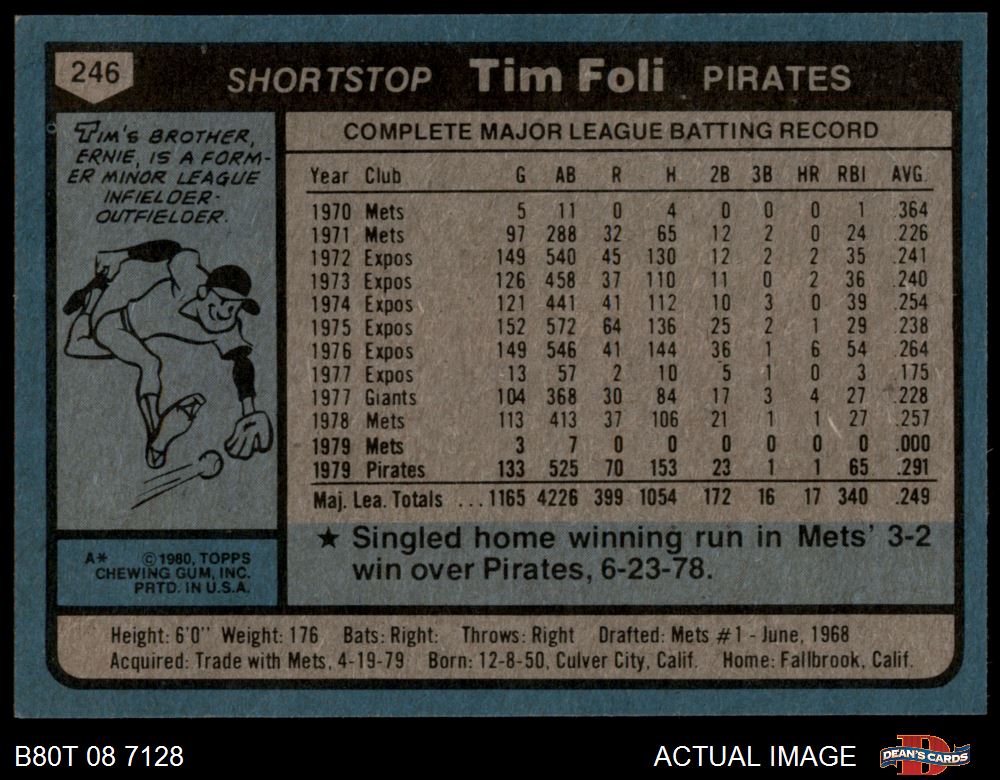 246
SHORTSTOP Tim Foli PIRATES
TIM'S BROTHER,
ERNIE, IS A FORM-
ER MINOR LEAGUE
INFIELDER-
OUTFIELDER.
A* ©1980, TOPPS
CHEWING GUM, INC.
PRTD. IN U.S.A.
COMPLETE MAJOR LEAGUE BATTING RECORD
Year Club G AB R H 2B 3B HR RBI AVG.
1970 Mets 5 11 0 4 0 0 0 1 .364
1971 Mets 97 288 32 65 12 2 0 24 .226
1972 Expos 149 540 45 130 12 2 2 35 .241
1973 Expos 126 458 37 110 11 0 2 36 .240
1974 Expos 121 441 41 112 10 3 0 39 .254
1975 Expos 152 572 64 136 25 2 1 29 .238
1976 Expos 149 546 41 144 36 1 6 54 .264
1977 Expos 13 57 2 10 5 1 0 3 .175
1977 Giants 104 368 30 84 17 3 4 27 .228
1978 Mets 113 413 37 106 21 1 1 27 .257
1979 Mets 3 7 0 0 0 0 0 0 .000
1979 Pirates 133 525 70 153 23 1 1 65 .291
Maj. Lea. Totals ...1165 4226 399 1054 172 16 17 340 .249
★ Singled home winning run in Mets' 3-2
win over Pirates, 6-23-78.
Height: 6'0" Weight: 176 Bats: Right: Throws: Right Drafted: Mets #1 - June, 1968
Acquired: Trade with Mets, 4-19-79 Born: 12-8-50, Culver City, Calif. Home: Fallbrook, Calif.
B80T 08 7128 ACTUAL IMAGE DEAN'S CARDS